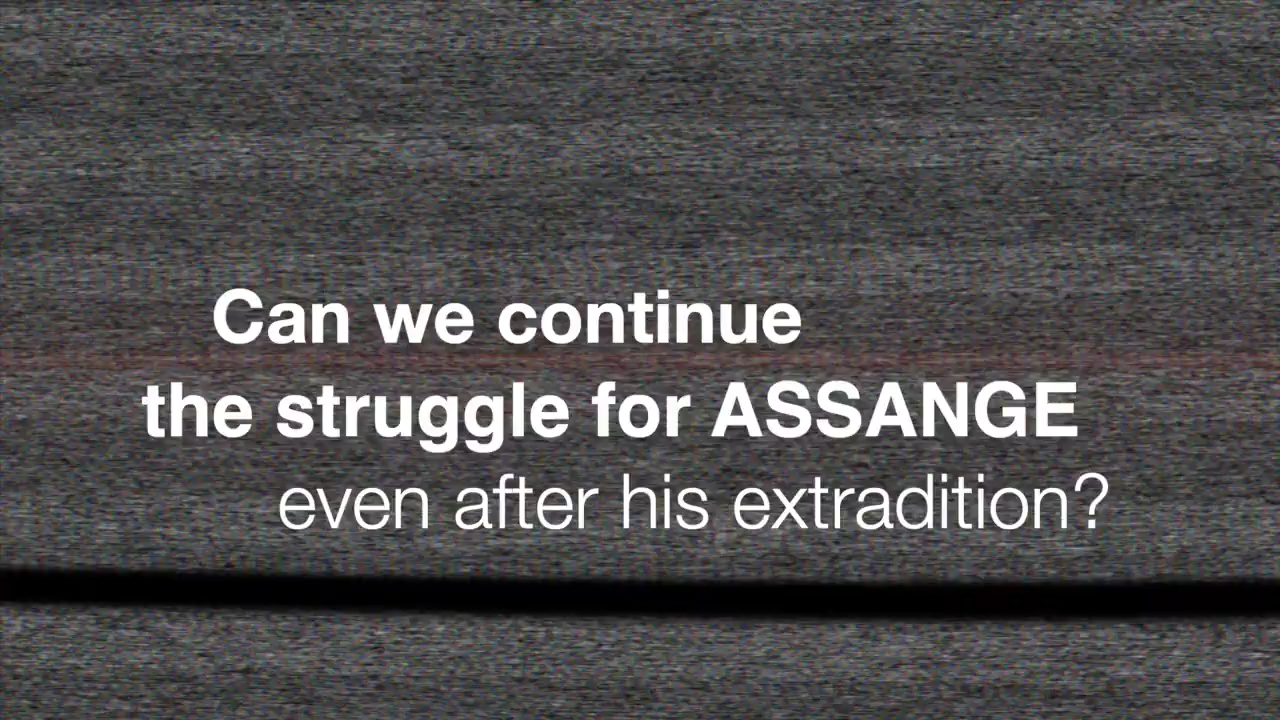 Can we continue
the struggle for ASSANGE
even after his extradition?